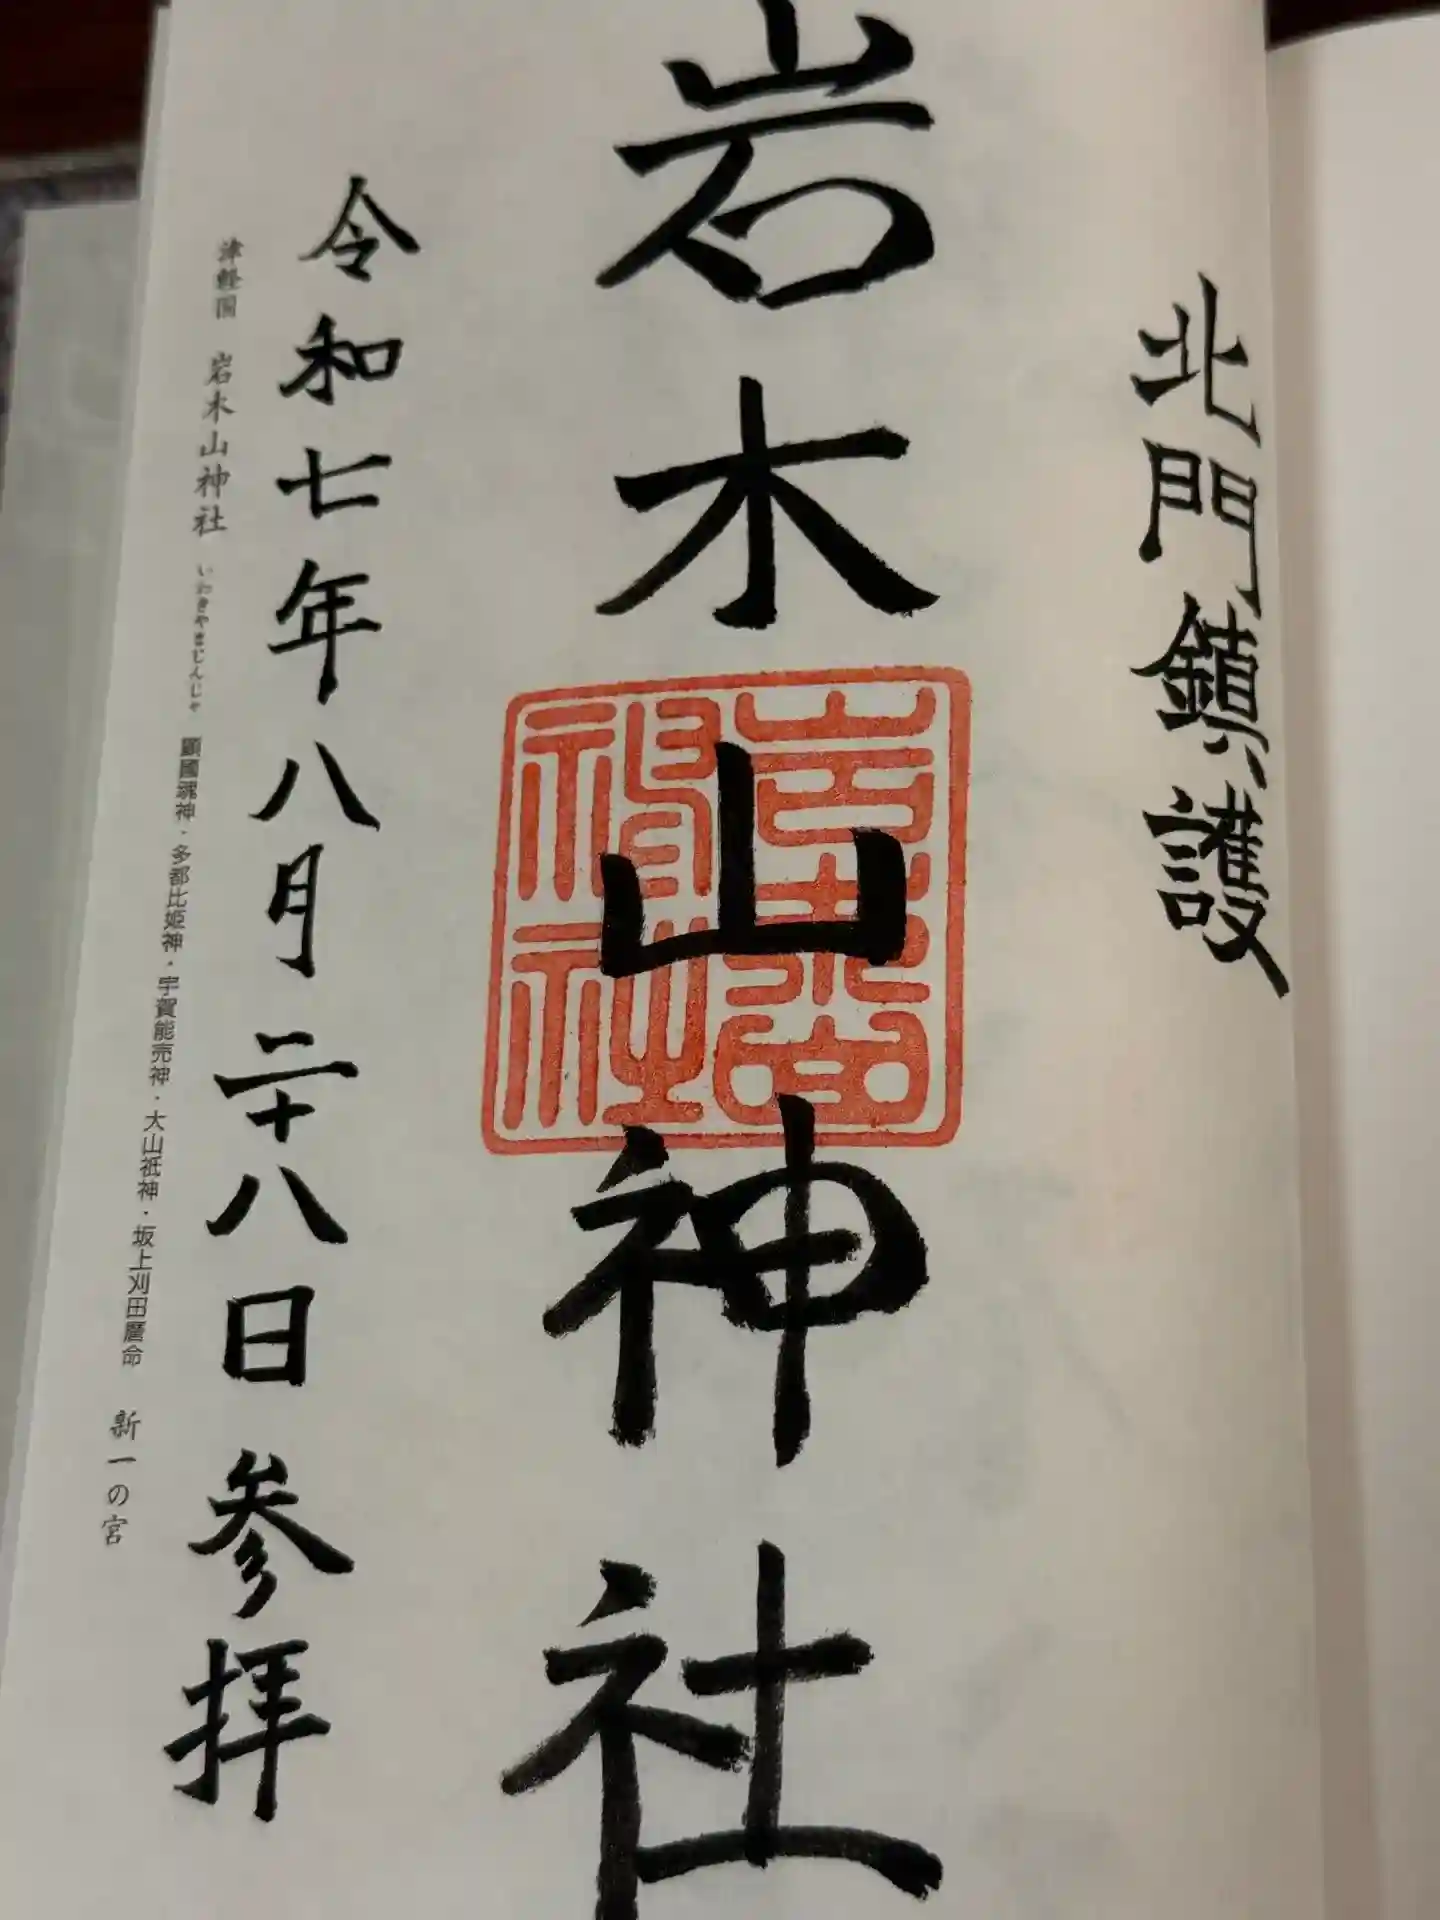 北門鎮護
岩木山神社
令和七年八月二十八日参拝
津軽国 岩木山神社 いわきやまじんじゃ 顕國魂神・多都比姫神・宇賀能売神・大山祇神・坂上刈田麿命 新一の宮